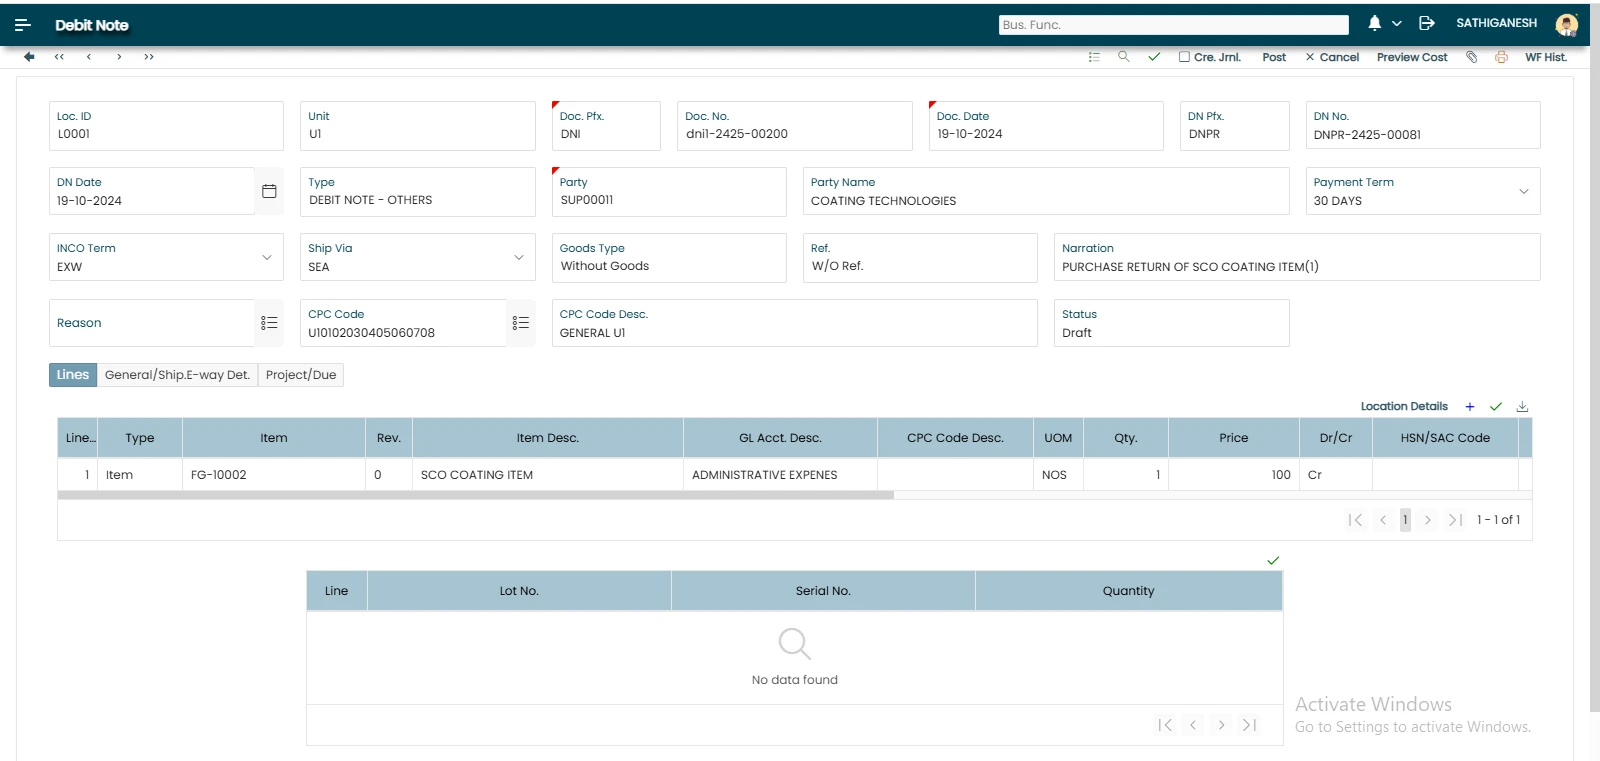 Debit Note
Bus. Func.
SATHIGANESH
Cre. Jrnl.
Post
Cancel
Preview Cost
WF Hist.
Loc. ID
L0001
Unit
U1
Doc. Pfx.
DNI
Doc. No.
dni1-2425-00200
Doc. Date
19-10-2024
DN Pfx.
DNPR
DN No.
DNPR-2425-00081
DN Date
19-10-2024
Type
DEBIT NOTE - OTHERS
Party
SUP00011
Party Name
COATING TECHNOLOGIES
Payment Term
30 DAYS
INCO Term
EXW
Ship Via
SEA
Goods Type
Without Goods
Ref.
W/O Ref.
Narration
PURCHASE RETURN OF SCO COATING ITEM(1)
Reason
CPC Code
U10102030405060708
CPC Code Desc.
GENERAL U1
Status
Draft
Lines General/Ship.E-way Det. Project/Due
Location Details
Line... Type Item Rev. Item Desc. GL Acct. Desc. CPC Code Desc. UOM Qty. Price Dr/Cr HSN/SAC Code
1 Item FG-10002 0 SCO COATING ITEM ADMINISTRATIVE EXPENES NOS 1 100 Cr
1 1 - 1 of 1
Line Lot No. Serial No. Quantity
No data found
Activate Windows
Go to Settings to activate Windows.